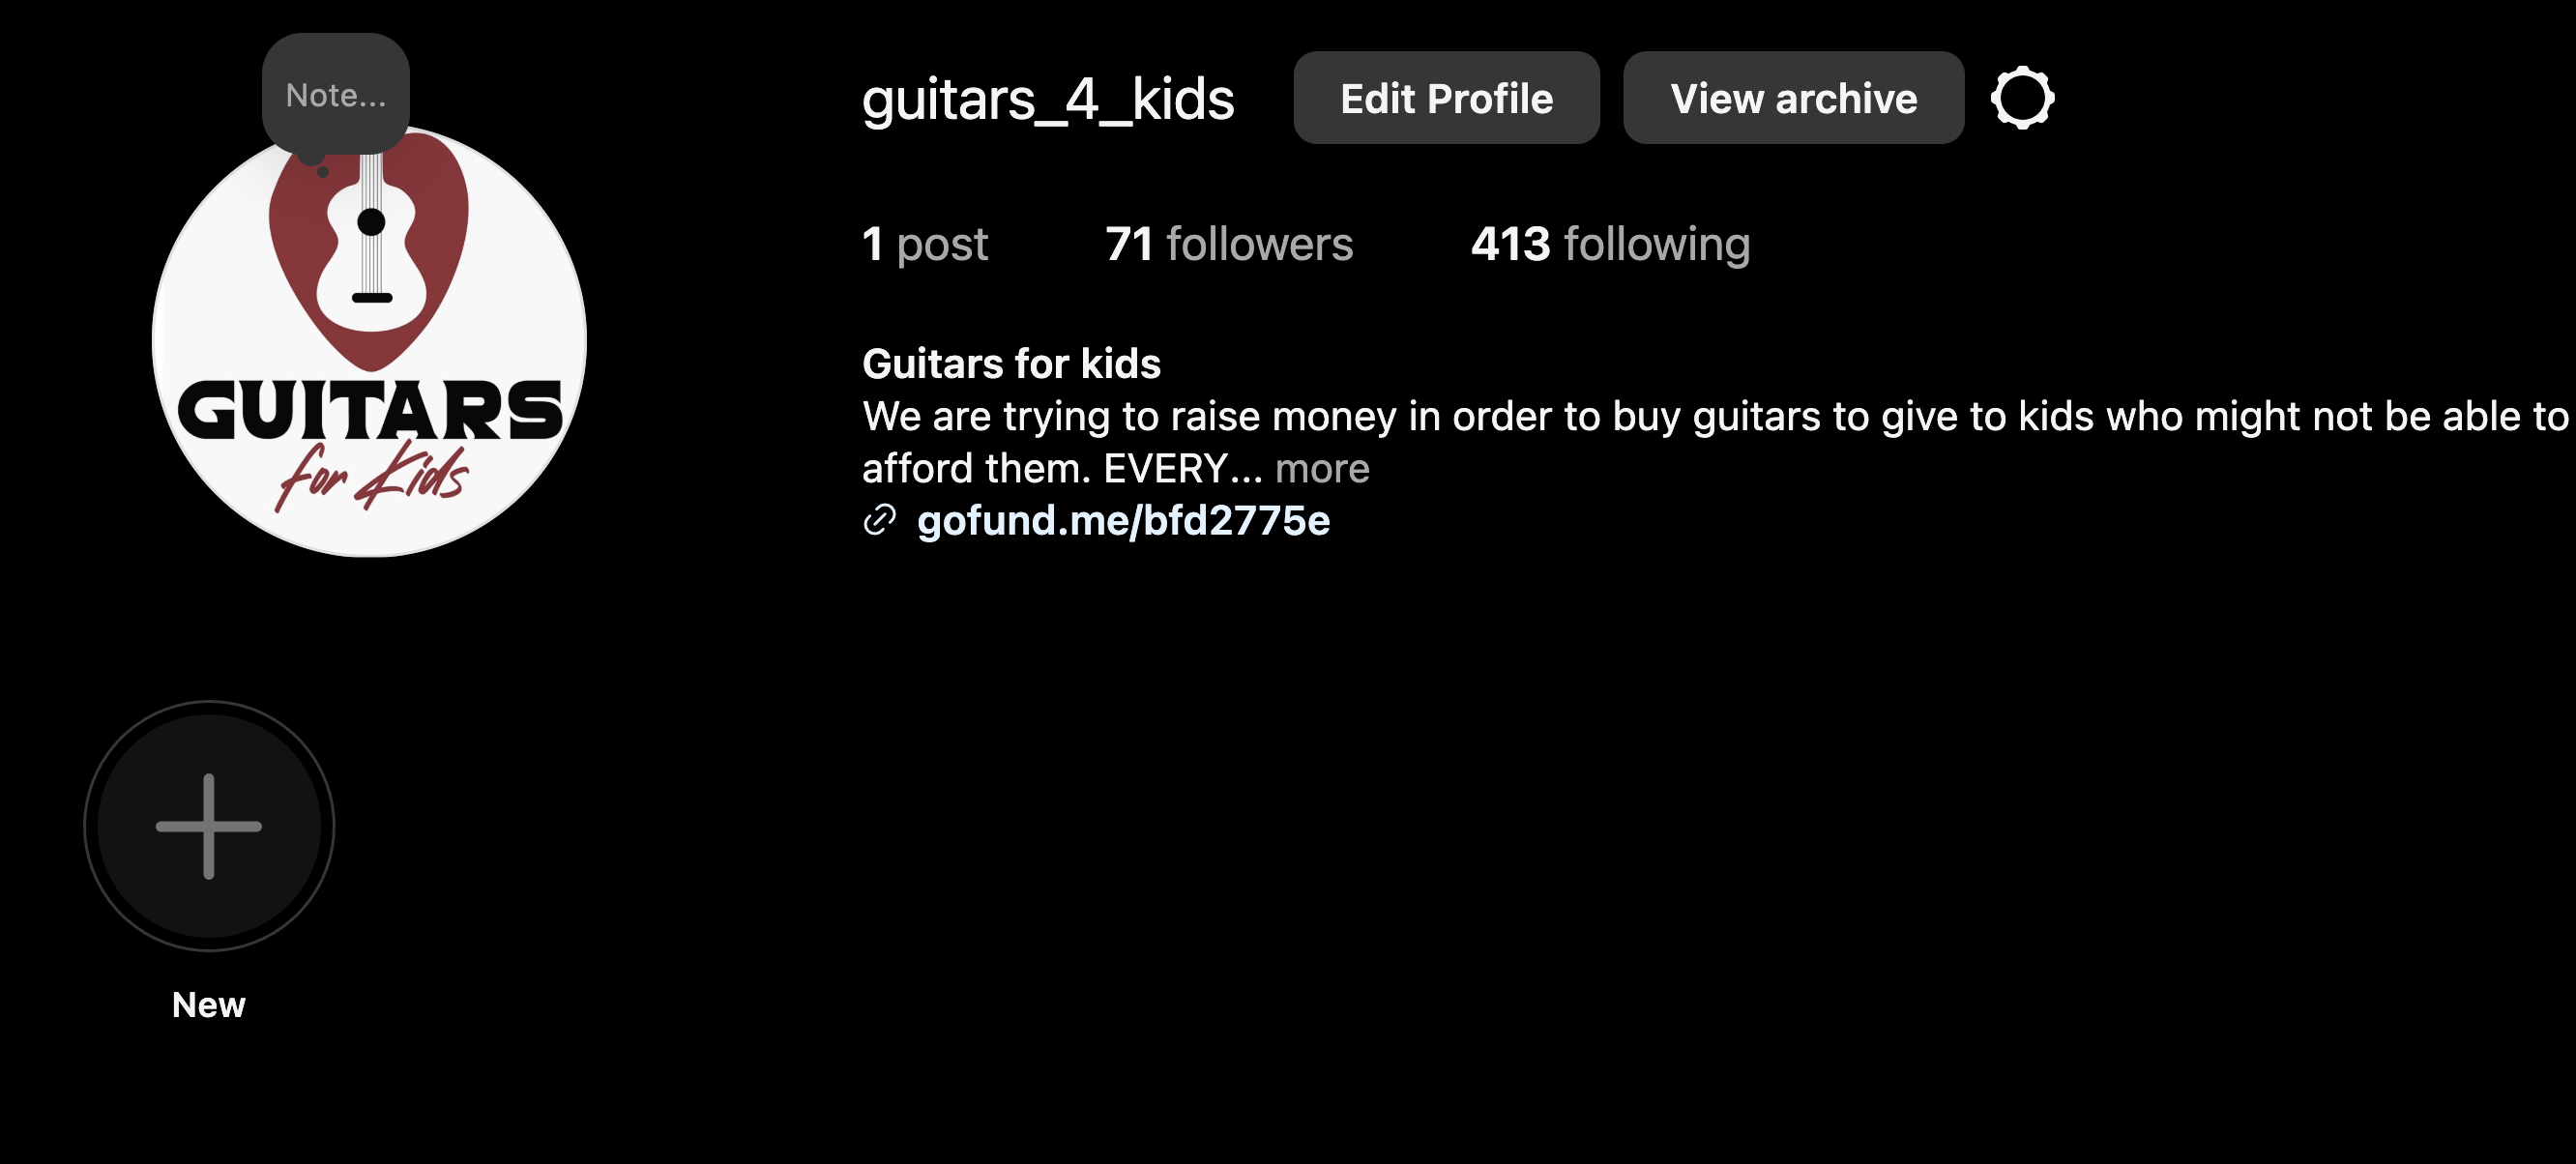 Note...
guitars_4_kids Edit Profile View archive
1 post 71 followers 413 following
GUITARS
for Kids
Guitars for kids
We are trying to raise money in order to buy guitars to give to kids who might not be able to
afford them. EVERY... more
gofund.me/bfd2775e
New